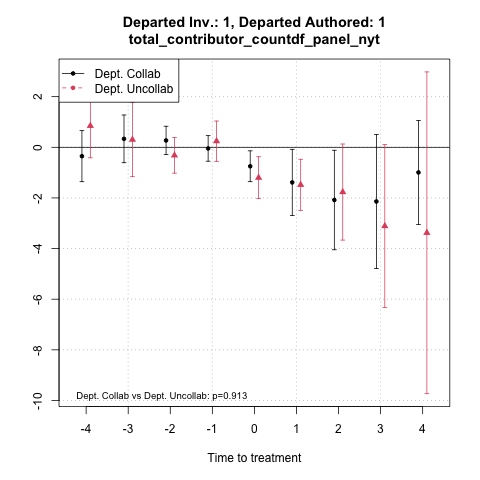 Departed Inv.: 1, Departed Authored: 1
total_contributor_countdf_panel_nyt
Dept. Collab
Dept. Uncollab
2
0
-2
-4
-6
-8
-10
Dept. Collab vs Dept. Uncollab: p=0.913
-4 -3 -2 -1 0 1 2 3 4
Time to treatment